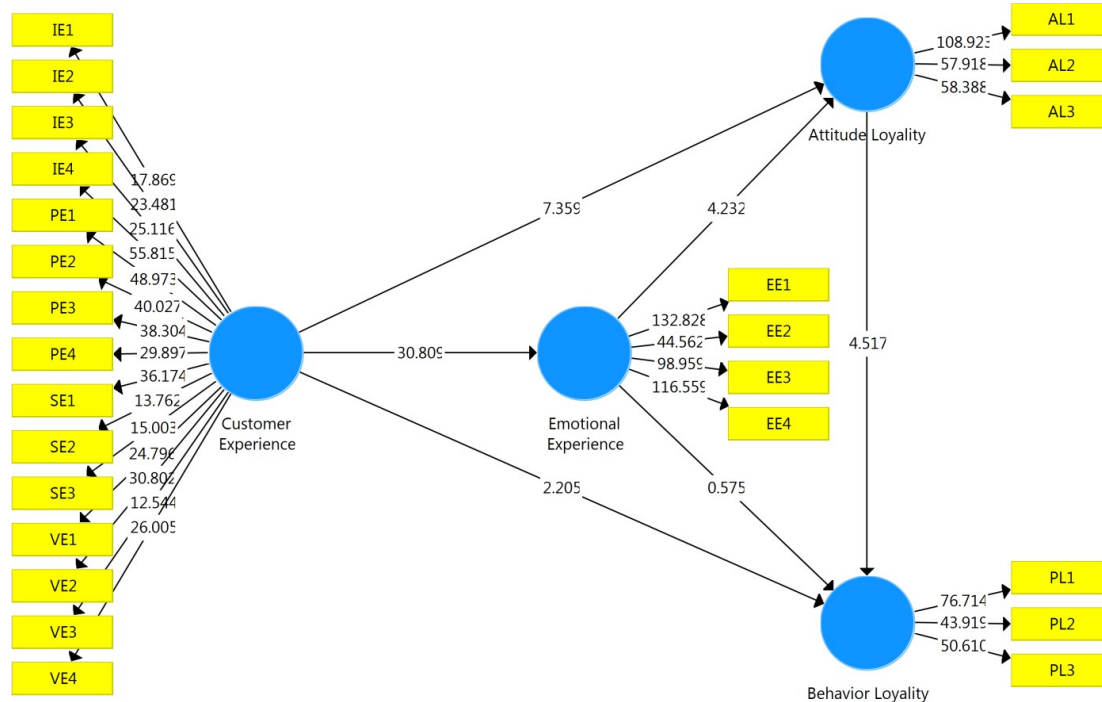 IE1
IE2
IE3
IE4
PE1
PE2
PE3
PE4
SE1
SE2
SE3
VE1
VE2
VE3
VE4
17.869
23.481
25.116
55.815
48.973
40.027
38.304
29.897
36.174
13.762
15.003
24.796
30.802
12.544
26.005
Customer
Experience
7.359
30.809
2.205
Emotional
Experience
4.232
0.575
132.828
44.562
98.959
116.559
EE1
EE2
EE3
EE4
Attitude Loyality
108.923
57.918
58.388
AL1
AL2
AL3
4.517
Behavior Loyality
76.714
43.919
50.610
PL1
PL2
PL3